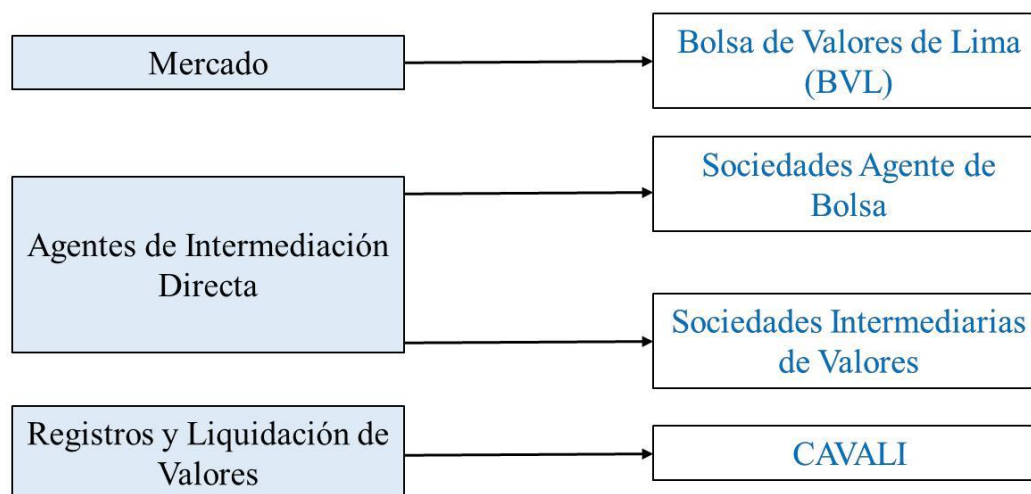 Mercado
Bolsa de Valores de Lima
(BVL)
Agentes de Intermediación
Directa
Sociedades Agente de
Bolsa
Sociedades Intermediarias
de Valores
Registros y Liquidación de
Valores
CAVALI